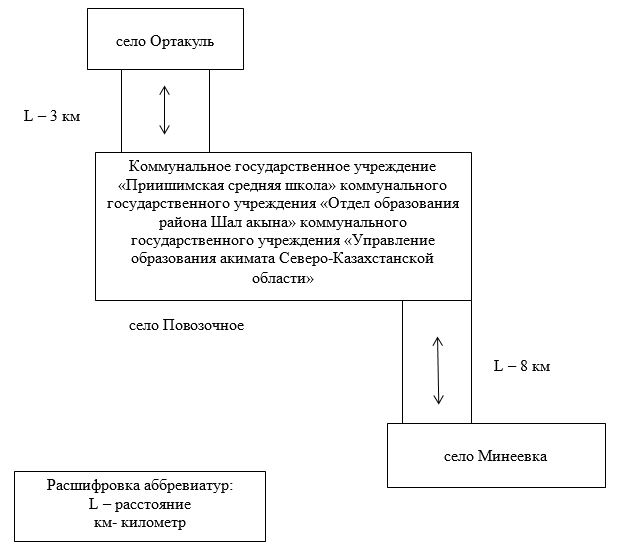 село Ортакуль
L – 3 км
Коммунальное государственное учреждение
«Приишимская средняя школа» коммунального
государственного учреждения «Отдел образования
района Шал акына» коммунального
государственного учреждения «Управление
образования акимата Северо-Казахстанской
области»
село Повозочное
L – 8 км
село Минеевка
Расшифровка аббревиатур:
L – расстояние
км- километр